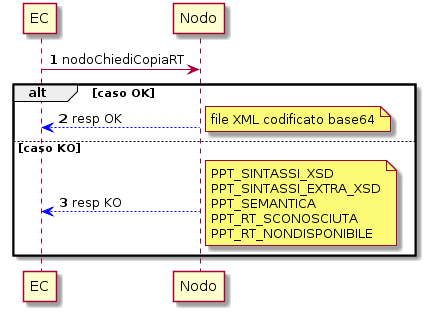 EC Nodo
1 nodoChiediCopiaRT
alt [caso OK]
2 resp OK
file XML codificato base64
[caso KO]
PPT_SINTASSI_XSD
PPT_SINTASSI_EXTRA_XSD
PPT_SEMANTICA
3 resp KO
PPT_RT_SCONOSCIUTA
PPT_RT_NONDISPONIBILE
EC Nodo